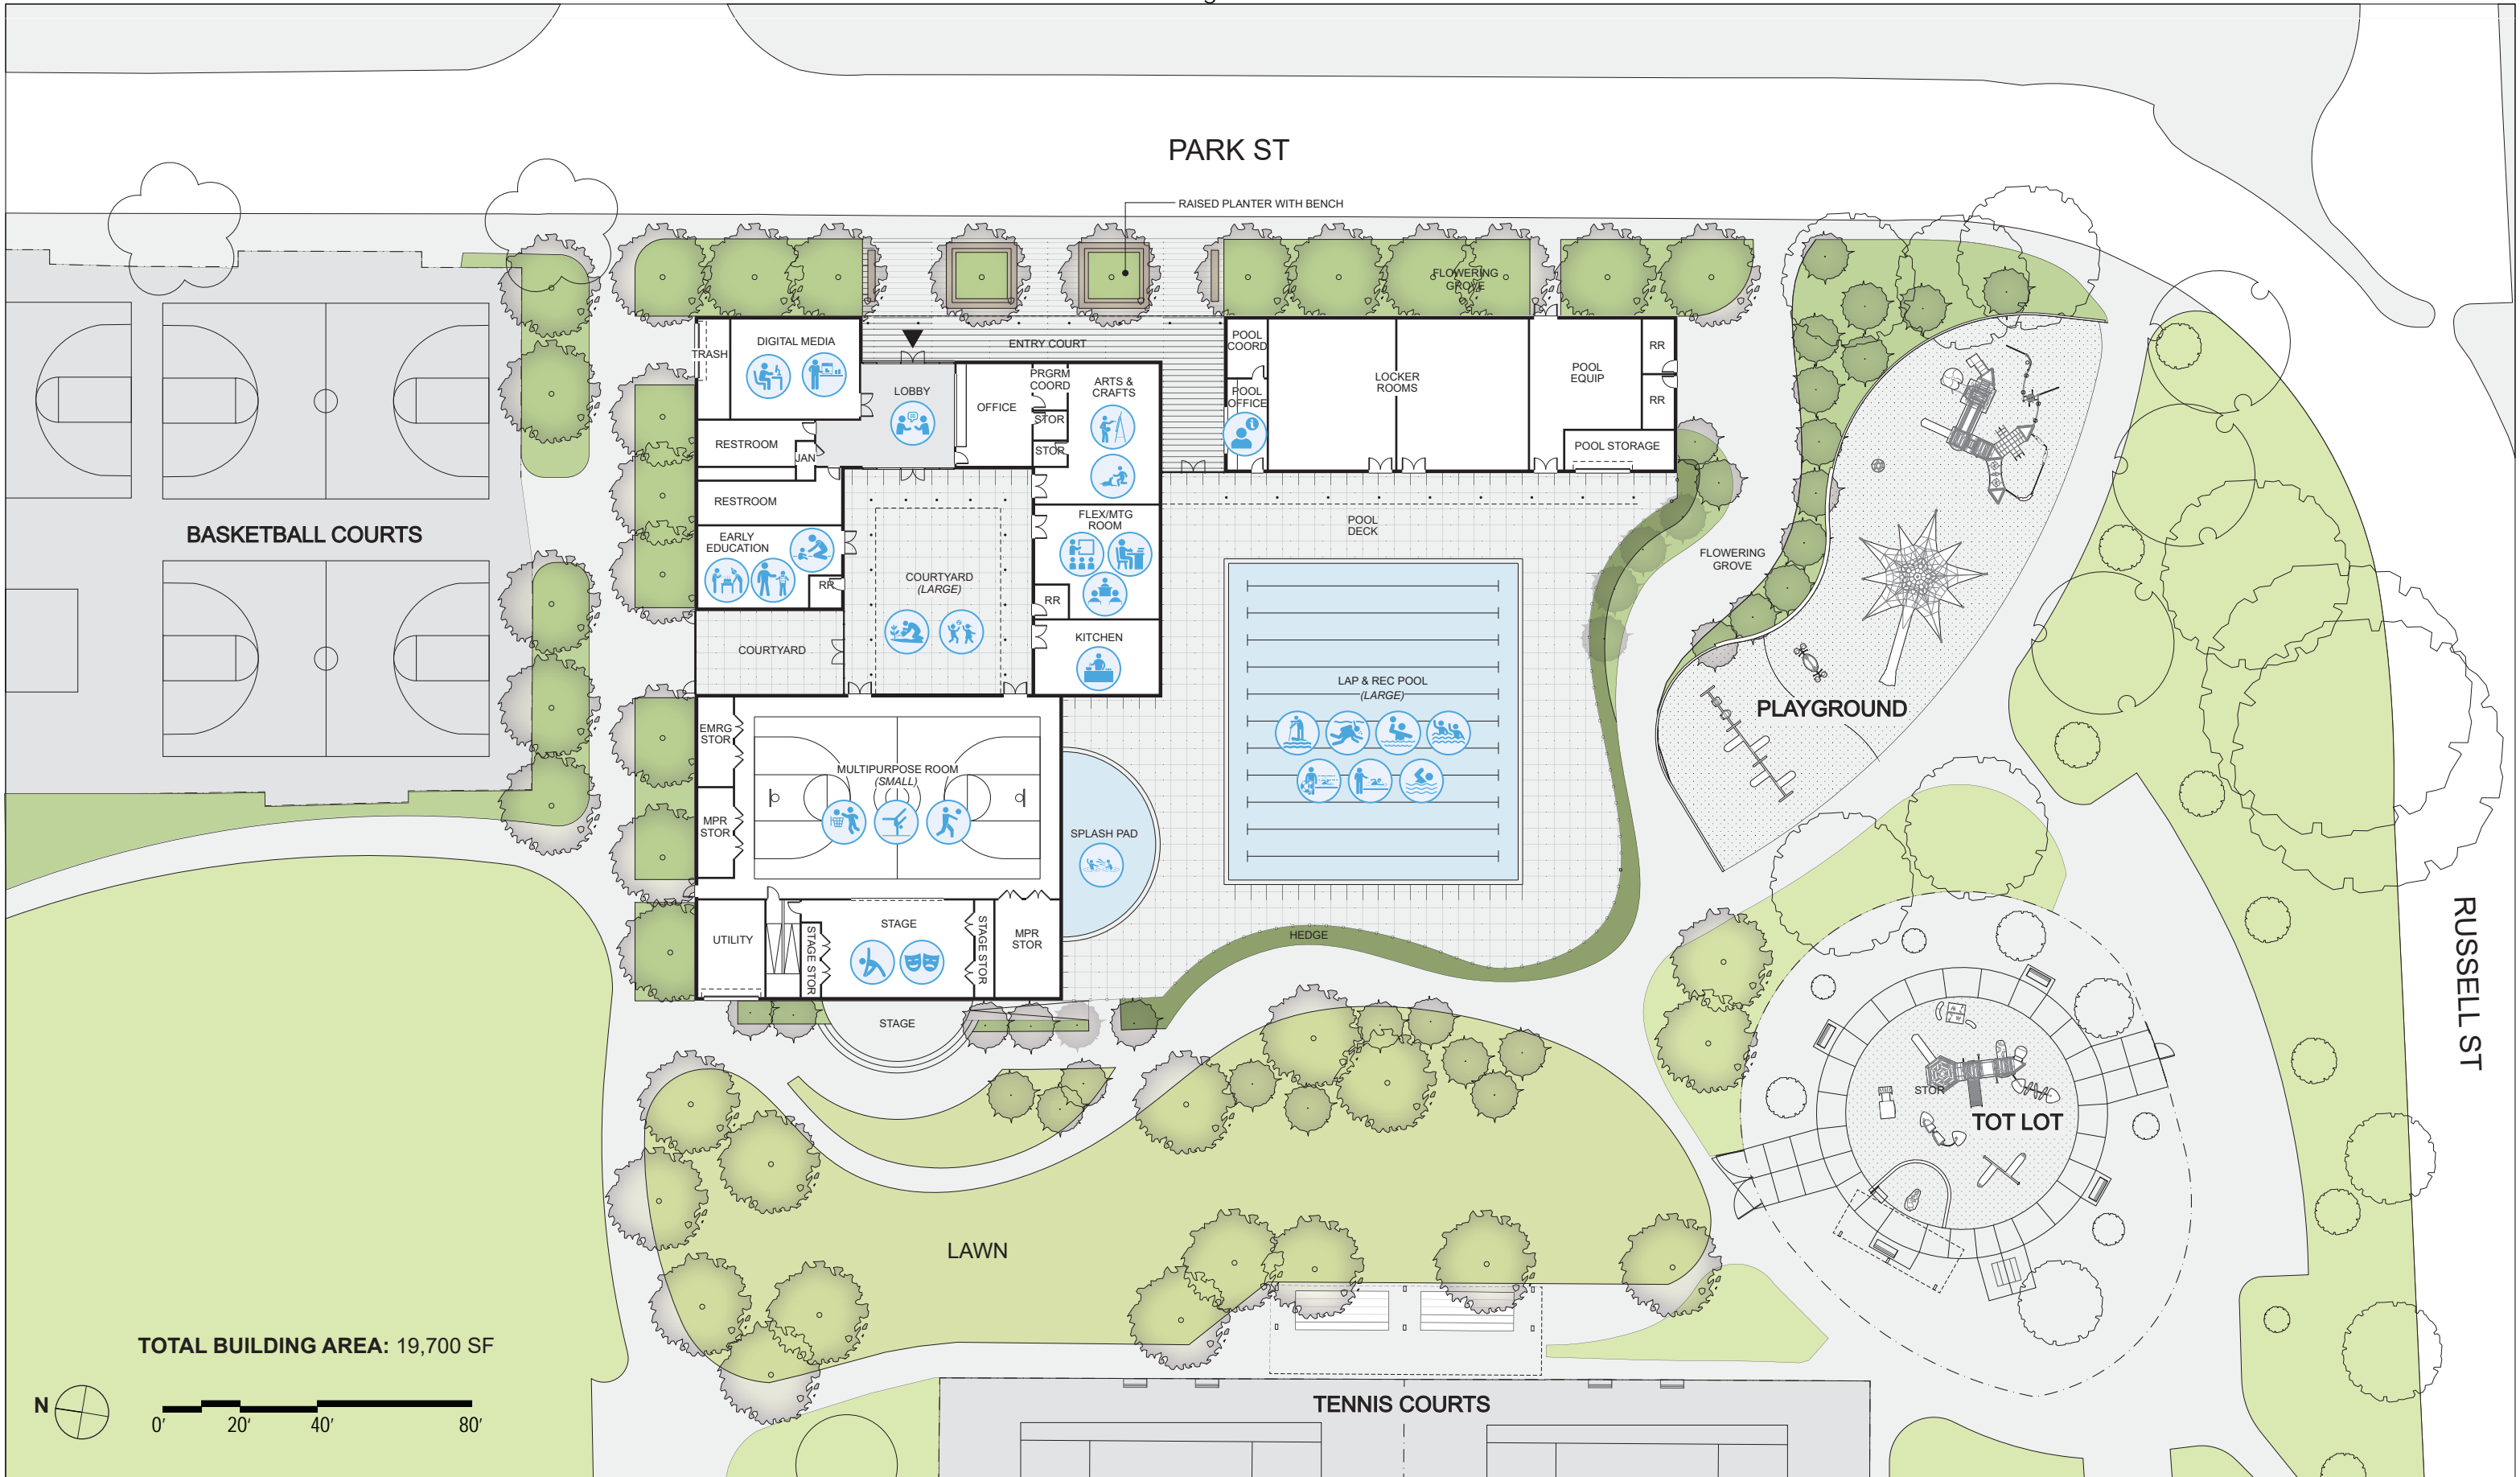 PARK ST
RAISED PLANTER WITH BENCH
FLOWERING
GROVE
TRASH
DIGITAL MEDIA
ENTRY COURT
POOL
COORD
LOBBY
OFFICE
PRGRM
COORD
ARTS &
CRAFTS
STOR
STOR
POOL
OFFICE
LOCKER
ROOMS
POOL
EQUIP
RR
RR
POOL STORAGE
RESTROOM
JAN
RESTROOM
BASKETBALL COURTS
EARLY
EDUCATION
RR
COURTYARD
(LARGE)
FLEX/MTG
ROOM
RR
POOL
DECK
FLOWERING
GROVE
COURTYARD
KITCHEN
LAP & REC POOL
(LARGE)
PLAYGROUND
EMRG
STOR
MULTIPURPOSE ROOM
(SMALL)
MPR
STOR
SPLASH PAD
UTILITY
STAGE STOR
STAGE
STAGE STOR
MPR
STOR
HEDGE
RUSSELL ST
STAGE
STOR
TOT LOT
LAWN
TOTAL BUILDING AREA: 19,700 SF
N
0' 20' 40' 80'
TENNIS COURTS